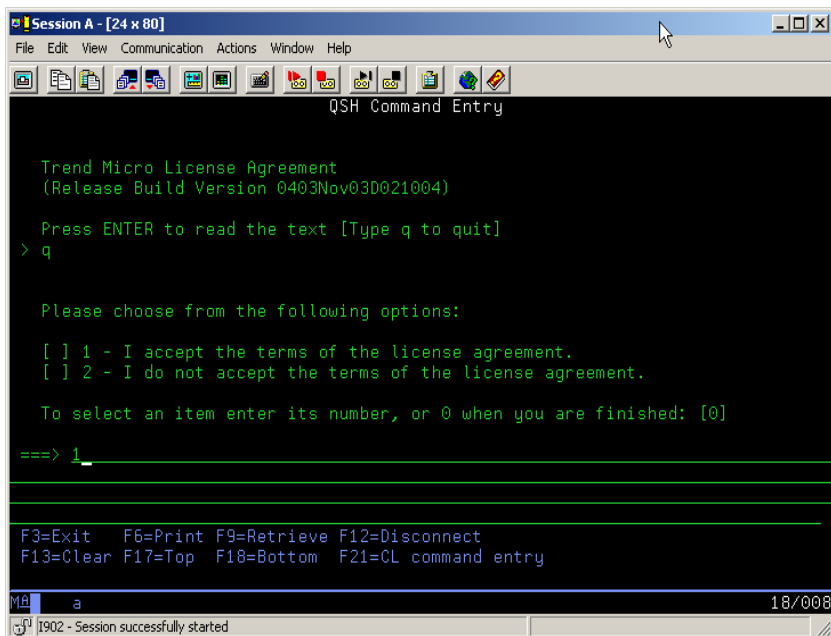 Session A - [24 x 80]
File Edit View Communication Actions Window Help
QSH Command Entry
Trend Micro License Agreement
(Release Build Version 0403Nov03D021004)
Press ENTER to read the text [Type q to quit]
> q
Please choose from the following options:
[ ] 1 - I accept the terms of the license agreement.
[ ] 2 - I do not accept the terms of the license agreement.
To select an item enter its number, or 0 when you are finished: [0]
===> 1_
F3=Exit F6=Print F9=Retrieve F12=Disconnect
F13=Clear F17=Top F18=Bottom F21=CL command entry
MA a 18/008
I902 - Session successfully started